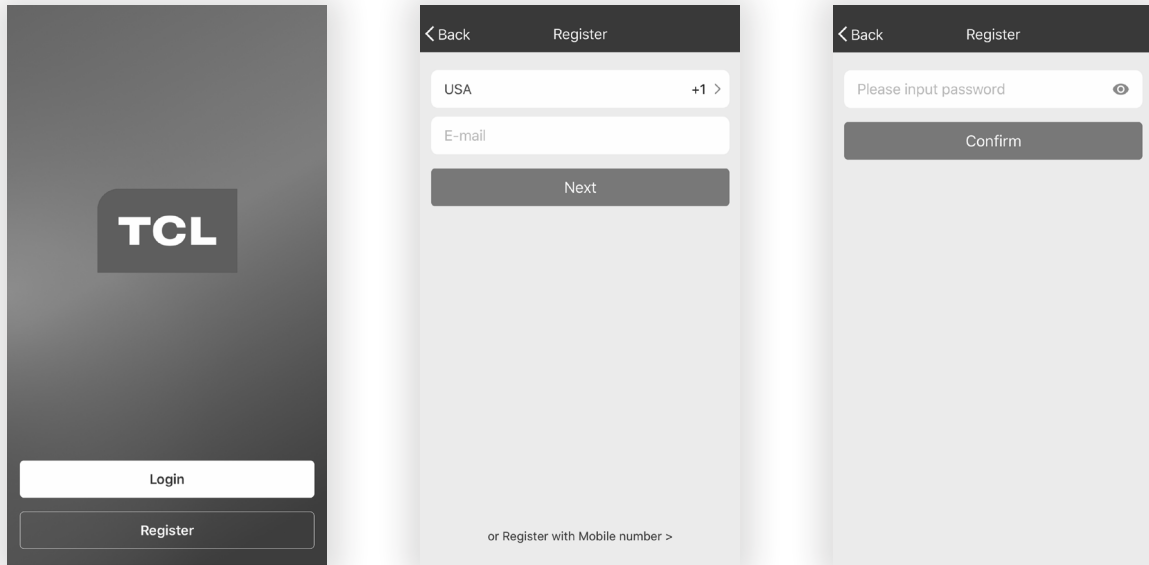 TCL
Login
Register
Back Register
USA +1 >
E-mail
Next
or Register with Mobile number >
Back Register
Please input password
Confirm